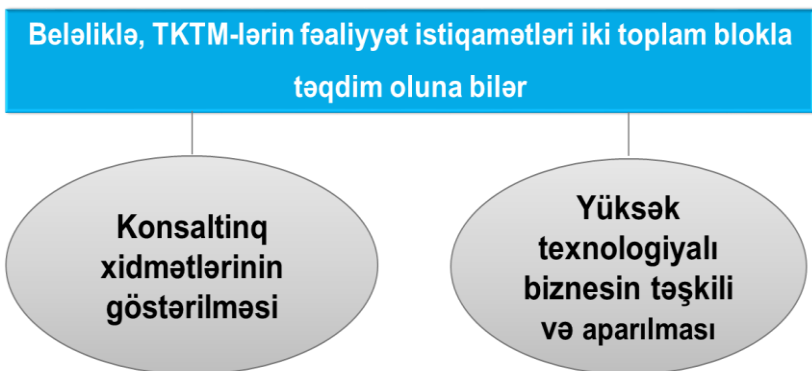 Beləliklə, TKTM-lərin fəaliyyət istiqamətləri iki toplam blokla
təqdim oluna bilər
Konsaltinq
xidmətlərinin
göstərilməsi
Yüksək
texnologiyalı
biznesin təşkili
və aparılması